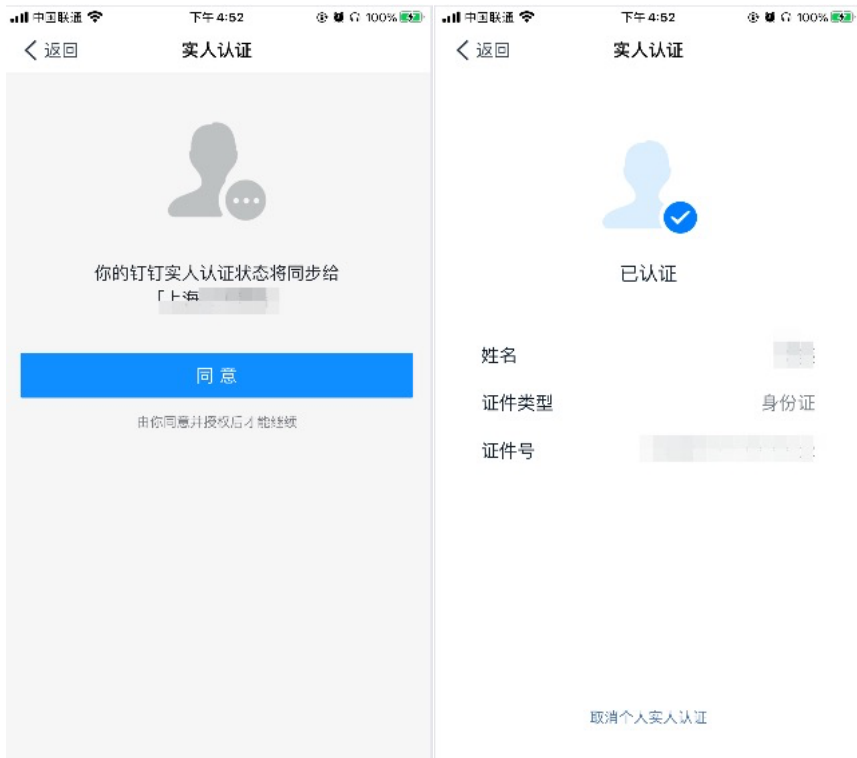 中国联通
下午4:52
100%
返回
实人认证
你的钉钉实人认证状态将同步给
「上海
同意
由你同意并授权后才能继续
中国联通
下午4:52
100%
返回
实人认证
已认证
姓名
证件类型
身份证
证件号
取消个人实人认证